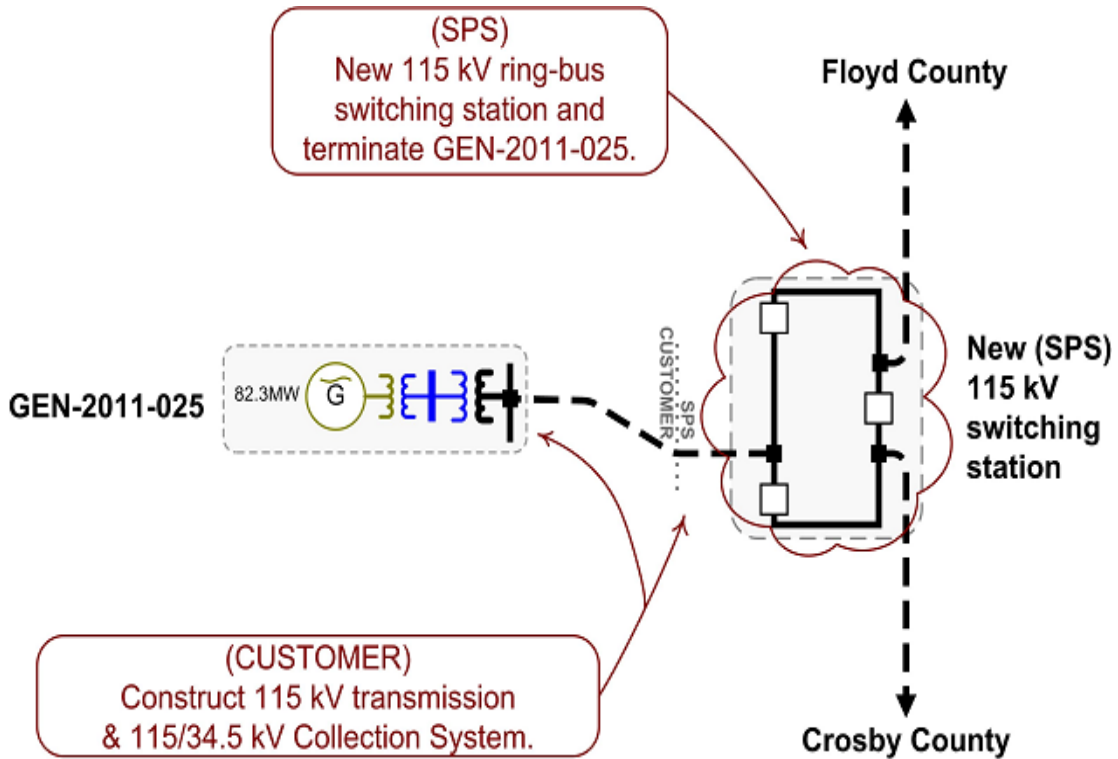 (SPS)
New 115 kV ring-bus
switching station and
terminate GEN-2011-025.
Floyd County
GEN-2011-025
82.3MW
G
CUSTOMER
SPS
New (SPS)
115 kV
switching
station
(CUSTOMER)
Construct 115 kV transmission
& 115/34.5 kV Collection System.
Crosby County